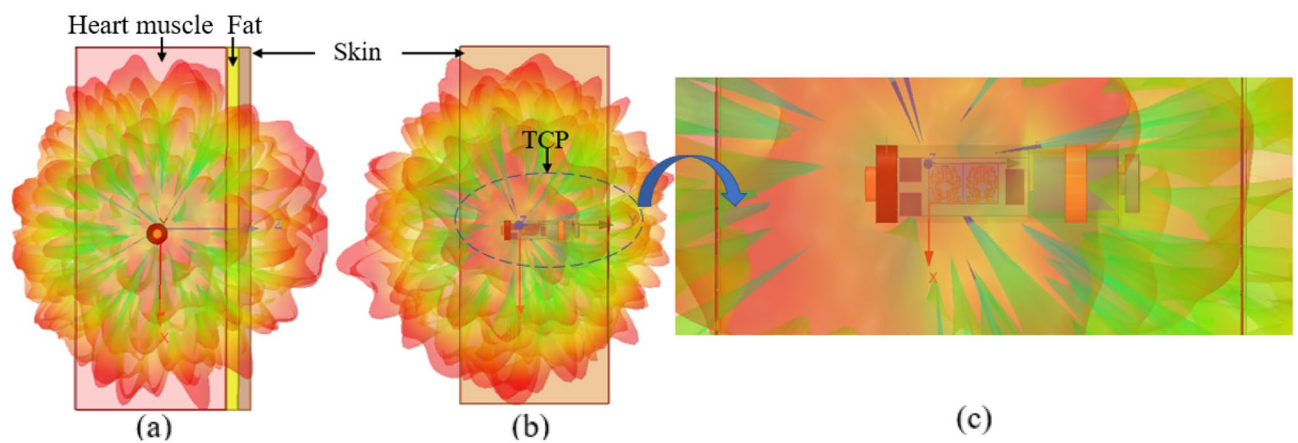 Heart muscle Fat
Skin
TCP
Y
Z
X
Z
X
(a)
(b)
(c)